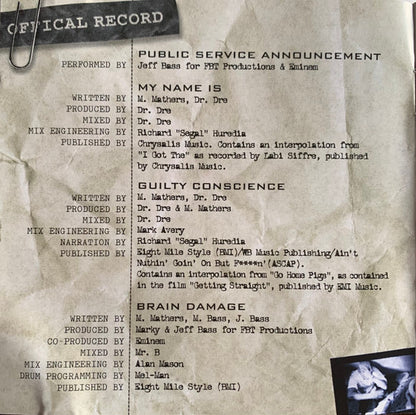 OFFICAL RECORD
PUBLIC SERVICE ANNOUNCEMENT
PERFORMED BY Jeff Bass for FBT Productions & Eminem
MY NAME IS
WRITTEN BY M. Mathers, Dr. Dre
PRODUCED BY Dr. Dre
MIXED BY Dr. Dre
MIX ENGINEERING BY Richard "Segal" Huredia
PUBLISHED BY Chrysalis Music. Contains an interpolation from
"I Got The" as recorded by Labi Siffre, published
by Chrysalis Music.
GUILTY CONSCIENCE
WRITTEN BY M. Mathers, Dr. Dre
PRODUCED BY Dr. Dre & M. Mathers
MIXED BY Dr. Dre
MIX ENGINEERING BY Mark Avery
NARRATION BY Richard "Segal" Huredia
PUBLISHED BY Eight Mile Style (BMI)/WB Music Publishing/Ain't
Nuthin' Goin' On But F****n'(ASCAP).
Contains an interpolation from "Go Home Pigs", as contained
in the film "Getting Straight", published by EMI Music.
BRAIN DAMAGE
WRITTEN BY M. Mathers, M. Bass, J. Bass
PRODUCED BY Marky & Jeff Bass for FBT Productions
CO-PRODUCED BY Eminem
MIXED BY Mr. B
MIX ENGINEERING BY Alan Mason
DRUM PROGRAMMING BY Mel-Man
PUBLISHED BY Eight Mile Style (BMI)